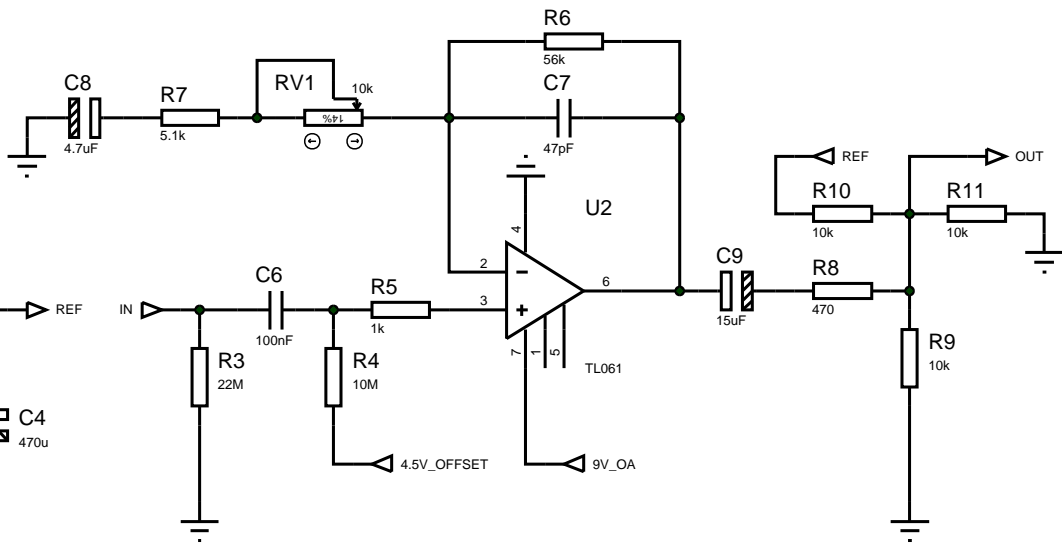 R6
56k
C8
4.7uF
R7
5.1k
RV1
10k
14%
C7
47pF
REF
OUT
R10
10k
R11
10k
U2
4
2
3
6
7
1
5
TL061
C9
15uF
R8
470
C6
100nF
R5
1k
REF
IN
R3
22M
R4
10M
R9
10k
C4
470u
4.5V_OFFSET
9V_OA